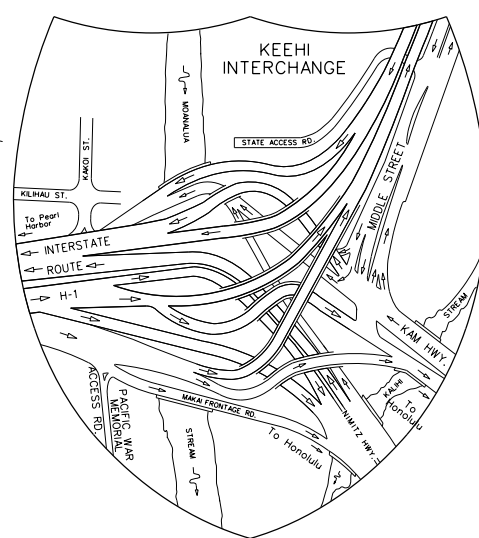 KEEHI
INTERCHANGE
MOANALUA
STATE ACCESS RD.
KAKOI ST.
KILIHAU ST.
To Pearl
Harbor
MIDDLE STREET
INTERSTATE
ROUTE
H-1
STREAM
KAM HWY.
KALIHI
To
Honolulu
ACCESS RD.
PACIFIC WAR
MEMORIAL
MAKAI FRONTAGE RD.
NIMITZ HWY.
STREAM
To Honolulu